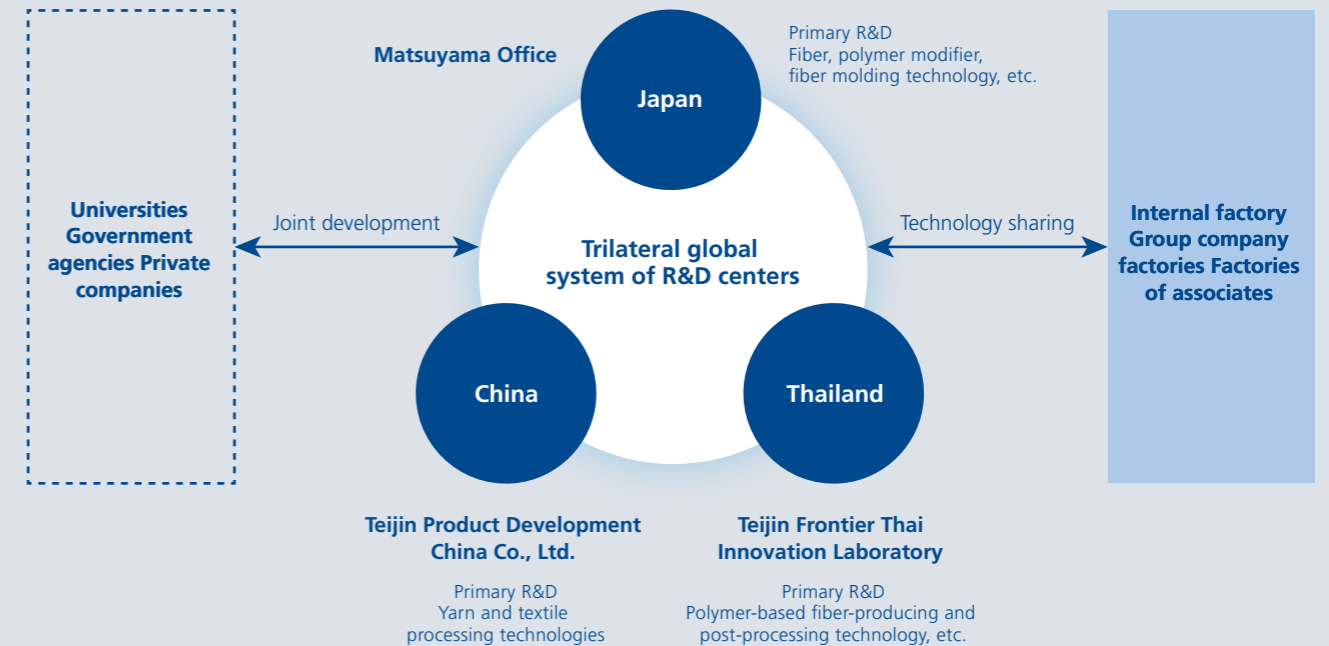 Matsuyama Office
Japan
Primary R&D
Fiber, polymer modifier,
fiber molding technology, etc.
Universities
Government
agencies Private
companies
Joint development
Trilateral global
system of R&D centers
Technology sharing
Internal factory
Group company
factories Factories
of associates
China
Thailand
Teijin Product Development
China Co., Ltd.
Primary R&D
Yarn and textile
processing technologies
Teijin Frontier Thai
Innovation Laboratory
Primary R&D
Polymer-based fiber-producing and
post-processing technology, etc.